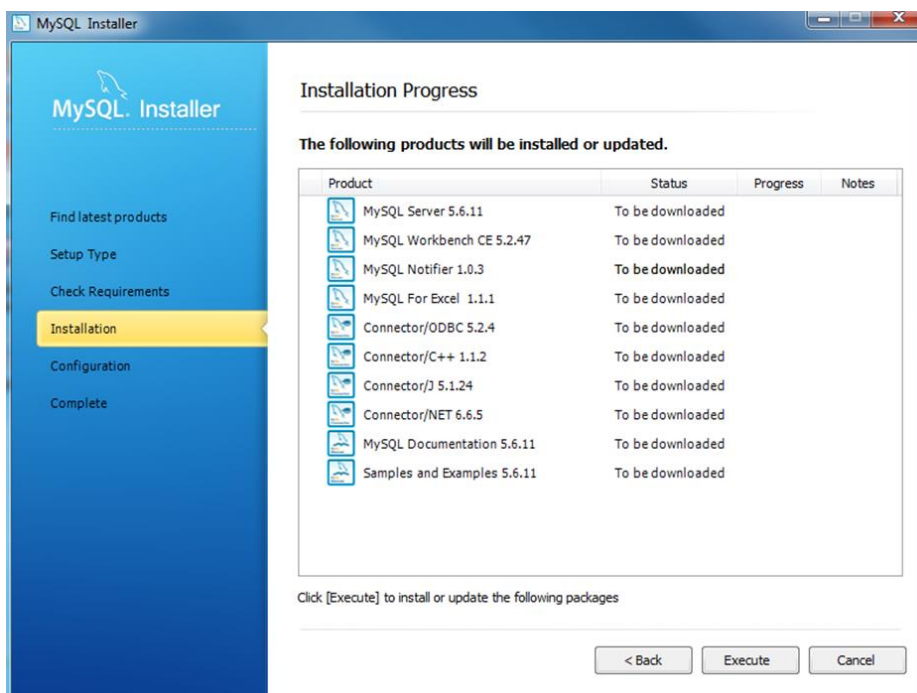 MySQL Installer
MySQL. Installer
Find latest products
Setup Type
Check Requirements
Installation
Configuration
Complete
Installation Progress
The following products will be installed or updated.
Product Status Progress Notes
MySQL Server 5.6.11 To be downloaded
MySQL Workbench CE 5.2.47 To be downloaded
MySQL Notifier 1.0.3 To be downloaded
MySQL For Excel 1.1.1 To be downloaded
Connector/ODBC 5.2.4 To be downloaded
Connector/C++ 1.1.2 To be downloaded
Connector/J 5.1.24 To be downloaded
Connector/NET 6.6.5 To be downloaded
MySQL Documentation 5.6.11 To be downloaded
Samples and Examples 5.6.11 To be downloaded
Click [Execute] to install or update the following packages
< Back Execute Cancel